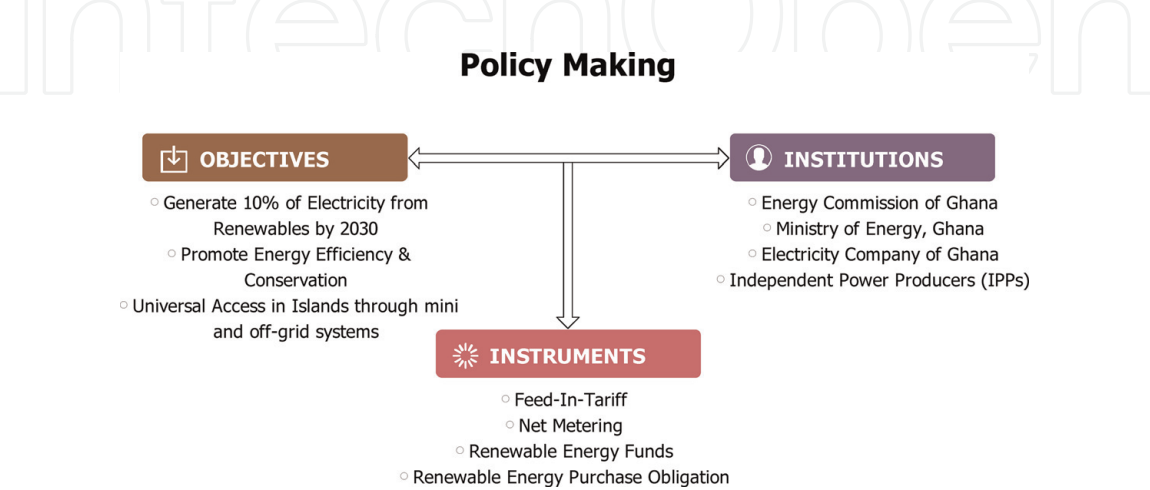 IntechOpen
7
Policy Making
OBJECTIVES
○ Generate 10% of Electricity from
Renewables by 2030
○ Promote Energy Efficiency &
Conservation
○ Universal Access in Islands through mini
and off-grid systems
INSTITUTIONS
○ Energy Commission of Ghana
○ Ministry of Energy, Ghana
○ Electricity Company of Ghana
○ Independent Power Producers (IPPs)
INSTRUMENTS
○ Feed-In-Tariff
○ Net Metering
○ Renewable Energy Funds
○ Renewable Energy Purchase Obligation